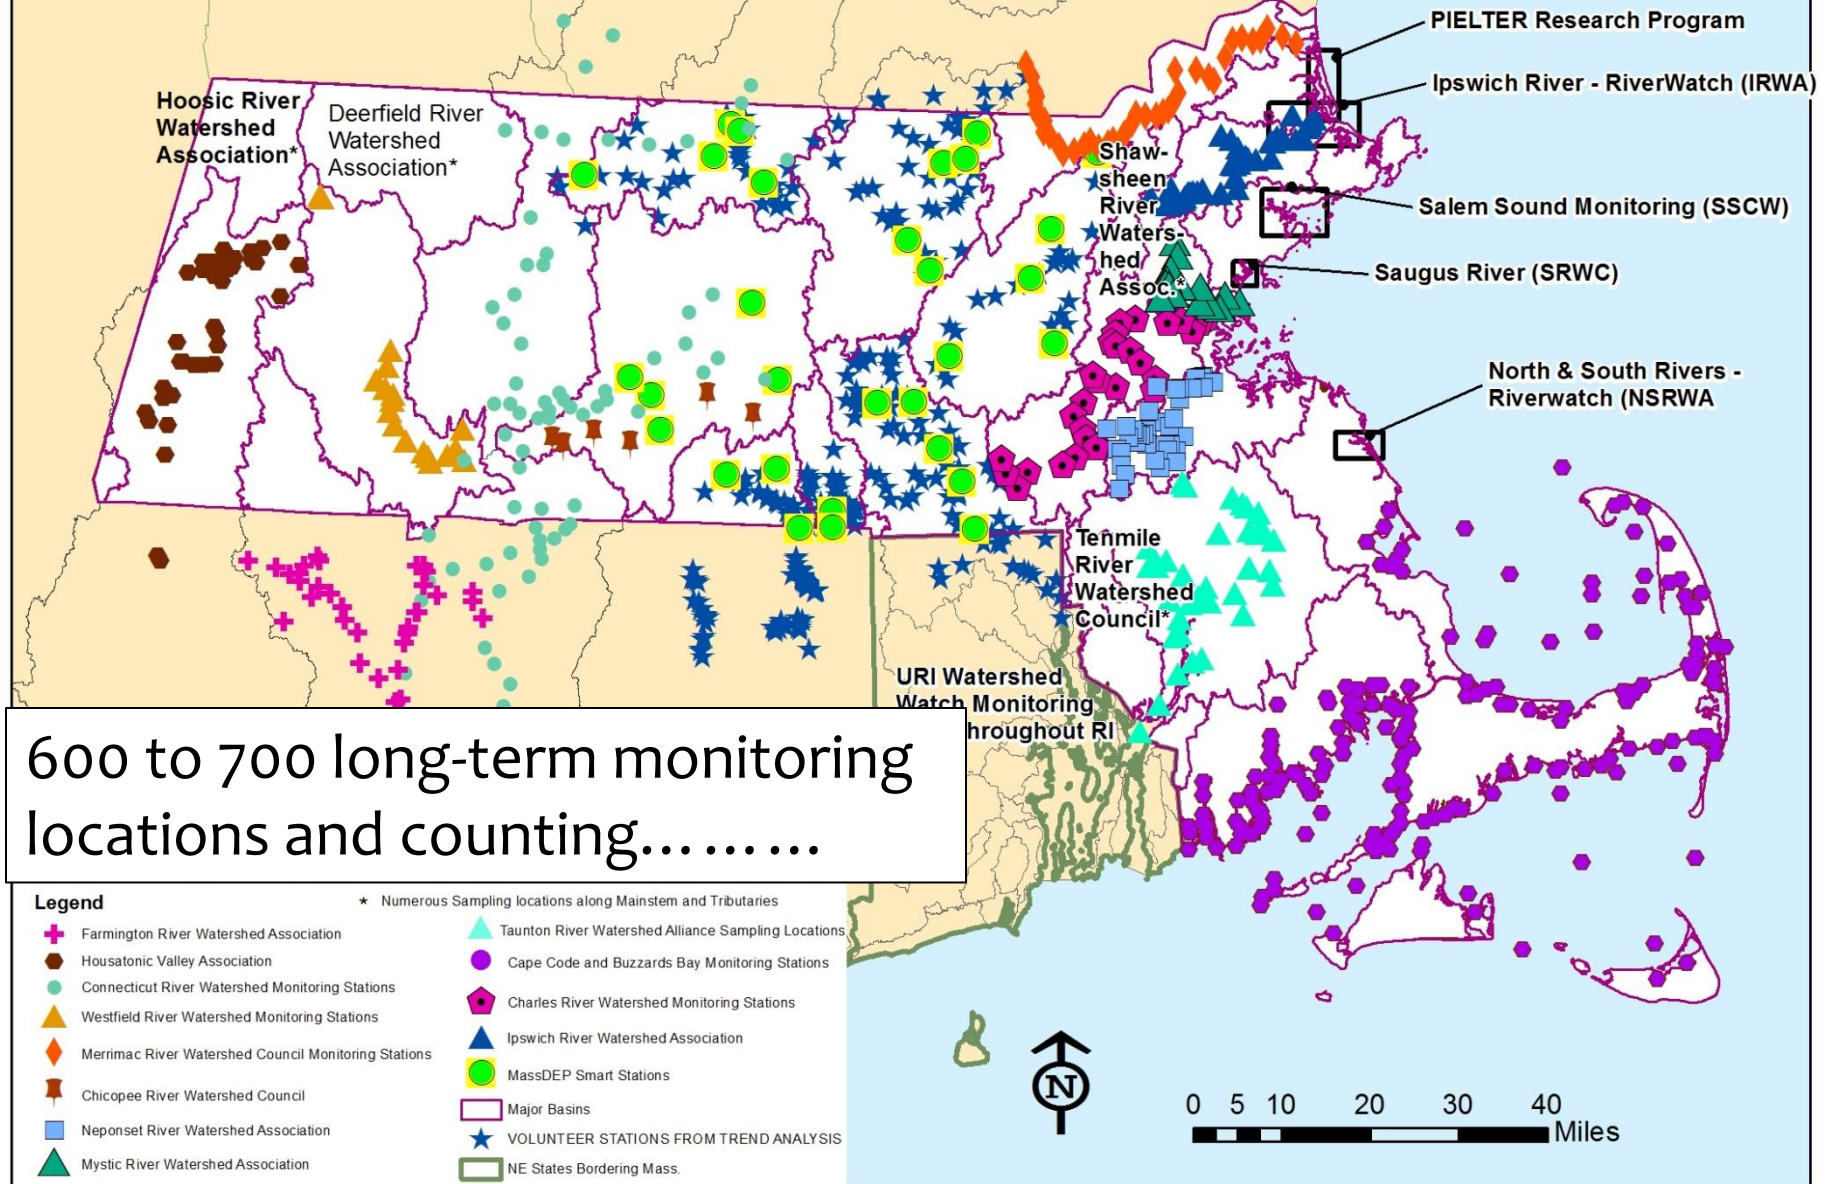 PIELTER Research Program
Ipswich River - RiverWatch (IRWA)
Hoosic River
Watershed
Association*
Deerfield River
Watershed
Association*
Shaw-
sheen
River
Waters-
hed
Assoc.*
Salem Sound Monitoring (SSCW)
Saugus River (SRWC)
North & South Rivers -
Riverwatch (NSRWA
Tenmile
River
Watershed
Council*
URI Watershed
Watch Monitoring
hroughout RI
600 to 700 long-term monitoring
locations and counting………
Legend
* Numerous Sampling locations along Mainstem and Tributaries
Farmington River Watershed Association
Housatonic Valley Association
Connecticut River Watershed Monitoring Stations
Westfield River Watershed Monitoring Stations
Merrimac River Watershed Council Monitoring Stations
Chicopee River Watershed Council
Neponset River Watershed Association
Mystic River Watershed Association
Taunton River Watershed Alliance Sampling Locations
Cape Code and Buzzards Bay Monitoring Stations
Charles River Watershed Monitoring Stations
Ipswich River Watershed Association
MassDEP Smart Stations
Major Basins
VOLUNTEER STATIONS FROM TREND ANALYSIS
NE States Bordering Mass.
N
0 5 10 20 30 40
Miles